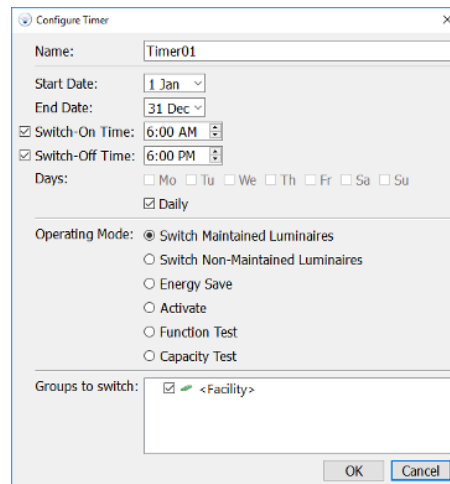 Configure Timer
Name: Timer01
Start Date: 1 Jan
End Date: 31 Dec
Switch-On Time: 6:00 AM
Switch-Off Time: 6:00 PM
Days: Mo Tu We Th Fr Sa Su
Daily
Operating Mode: Switch Maintained Luminaires
Switch Non-Maintained Luminaires
Energy Save
Activate
Function Test
Capacity Test
Groups to switch: <Facility>
OK Cancel